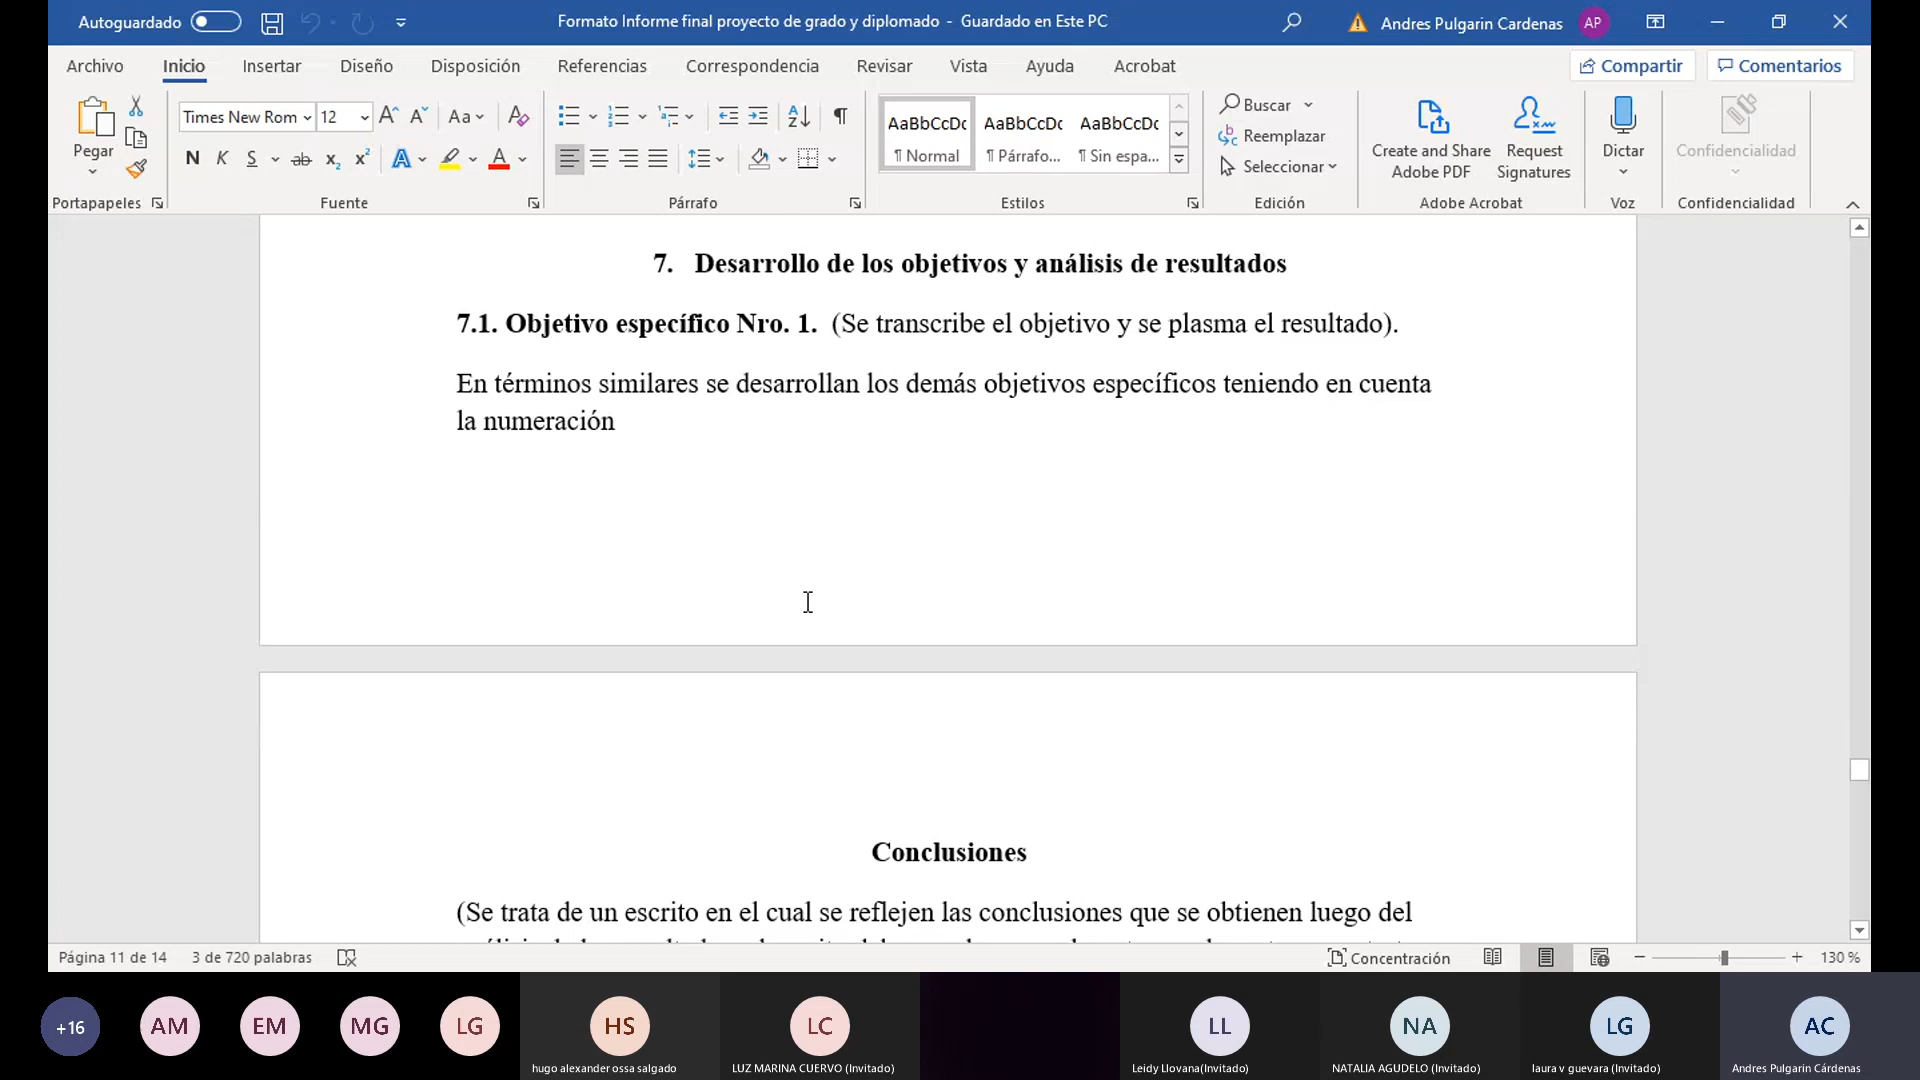 Autoguardado
Formato Informe final proyecto de grado y diplomado - Guardado en Este PC
Andres Pulgarin Cardenas
AP
Archivo Inicio Insertar Diseño Disposición Referencias Correspondencia Revisar Vista Ayuda Acrobat
Compartir
Comentarios
Pegar
Portapapeles
Times New Rom
12
Aa
N K S ab x₂ x²
Fuente
Párrafo
AaBbCcDc AaBbCcDc AaBbCcDc
¶ Normal ¶ Párrafo... ¶ Sin espa...
Estilos
Buscar
Reemplazar
Seleccionar
Edición
Create and Share
Adobe PDF
Request
Signatures
Adobe Acrobat
Dictar
Voz
Confidencialidad
Confidencialidad
7. Desarrollo de los objetivos y análisis de resultados
7.1. Objetivo específico Nro. 1. (Se transcribe el objetivo y se plasma el resultado).
En términos similares se desarrollan los demás objetivos específicos teniendo en cuenta
la numeración
Conclusiones
(Se trata de un escrito en el cual se reflejen las conclusiones que se obtienen luego del
Página 11 de 14
3 de 720 palabras
Concentración
130 %
+16
AM
EM
MG
LG
HS
hugo alexander ossa salgado
LC
LUZ MARINA CUERVO (Invitado)
LL
Leidy Llovana(Invitado)
NA
NATALIA AGUDELO (Invitado)
LG
laura v guevara (Invitado)
AC
Andres Pulgarin Cárdenas